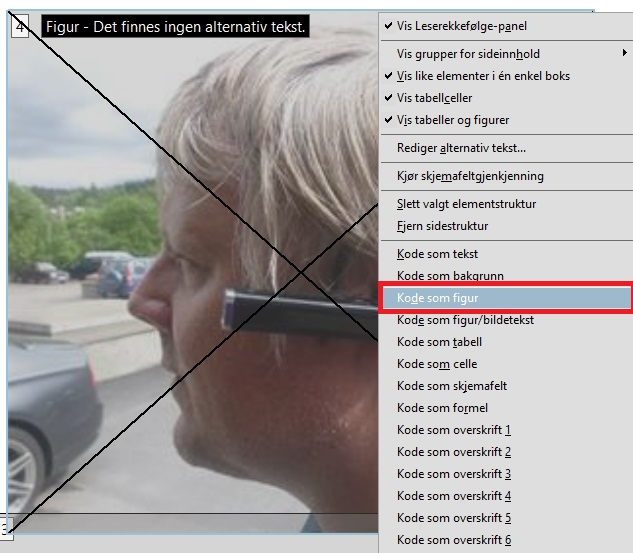 4
Figur - Det finnes ingen alternativ tekst.
Vis Leserekkefølge-panel
Vis grupper for sideinnhold
Vis like elementer i én enkel boks
Vis tabellceller
Vis tabeller og figurer
Rediger alternativ tekst...
Kjør skjemafeltgjenkjenning
Slett valgt elementstruktur
Fjern sidestruktur
Kode som tekst
Kode som bakgrunn
Kode som figur
Kode som figur/bildetekst
Kode som tabell
Kode som celle
Kode som skjemafelt
Kode som formel
Kode som overskrift 1
Kode som overskrift 2
Kode som overskrift 3
Kode som overskrift 4
Kode som overskrift 5
Kode som overskrift 6
3